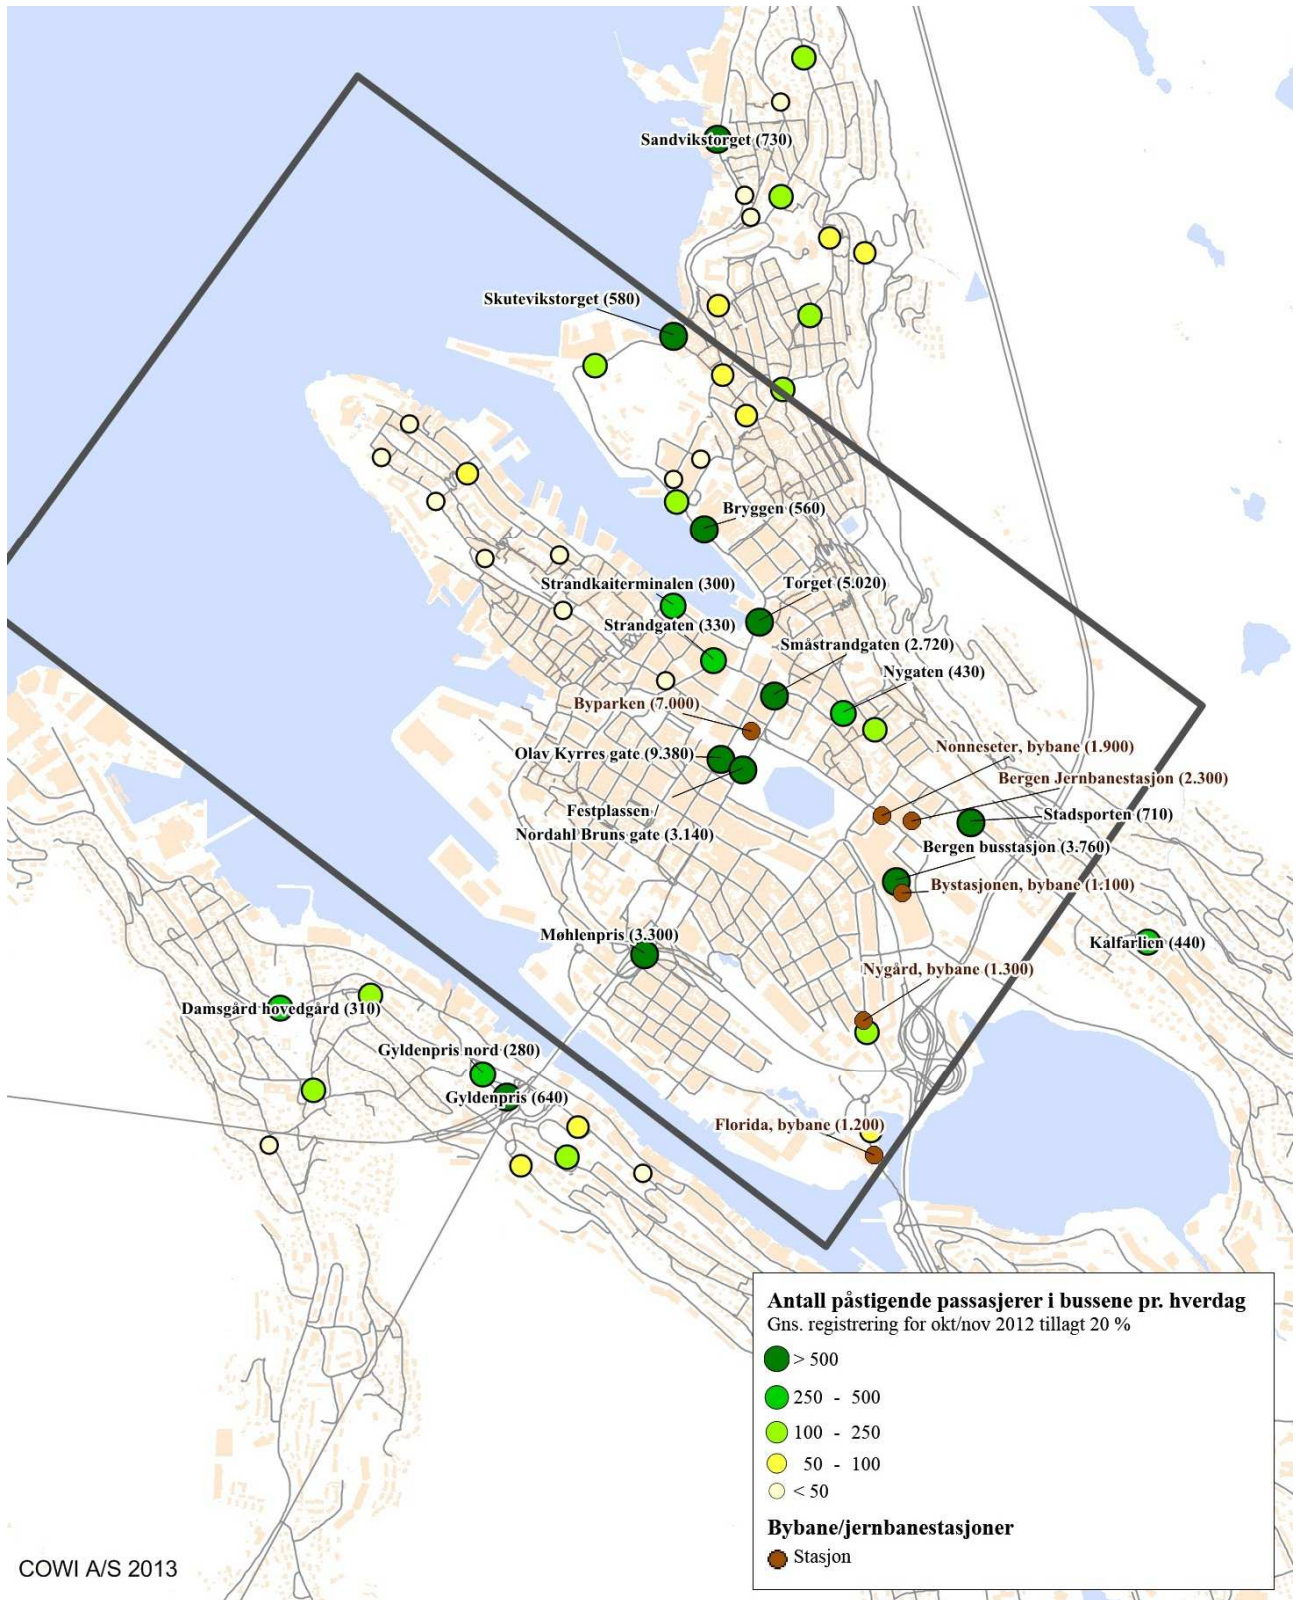 Sandvikstorget (730)
Skutevikstorget (580)
Bryggen (560)
Strandkaiterminalen (300)
Torget (5.020)
Strandgaten (330)
Småstrandgaten (2.720)
Nygaten (430)
Byparken (7.000)
Nonneseter, bybane (1.900)
Olav Kyrres gate (9.380)
Bergen Jernbanestasjon (2.300)
Festplassen /
Nordahl Bruns gate (3.140)
Stadsporten (710)
Bergen busstasjon (3.760)
Bystasjonen, bybane (1.100)
Møhlenpris (3.300)
Kalfarlien (440)
Nygård, bybane (1.300)
Damsgård hovedgård (310)
Gyldenpris nord (280)
Gyldenpris (640)
Florida, bybane (1.200)
Antall påstigende passasjerer i bussene pr. hverdag
Gns. registrering for okt/nov 2012 tillagt 20 %
> 500
250 - 500
100 - 250
50 - 100
< 50
Bybane/jernbanestasjoner
Stasjon
COWI A/S 2013